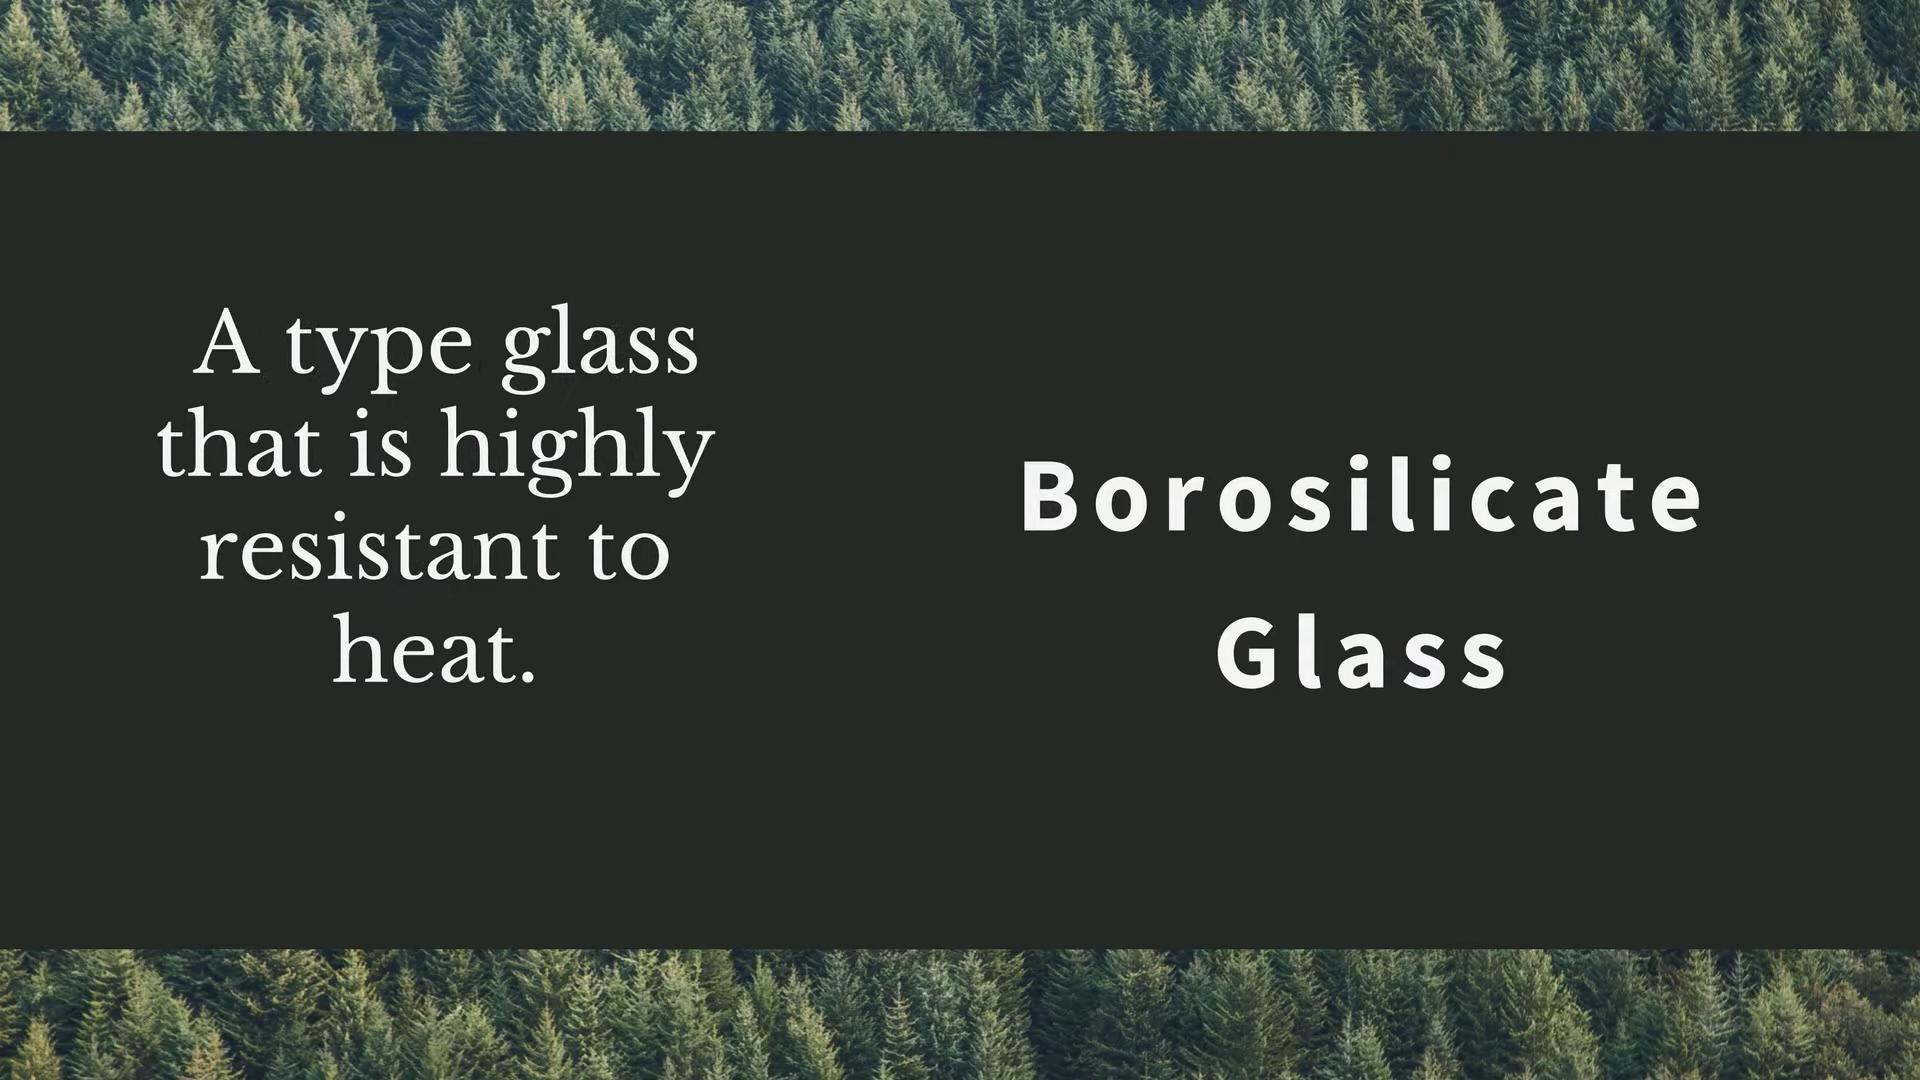 A type glass
that is highly
resistant to
heat.
Borosilicate
Glass